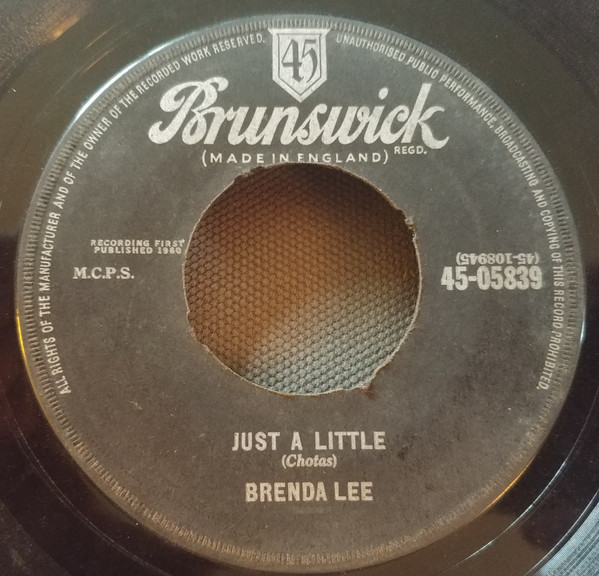 ALL RIGHTS OF THE MANUFACTURER AND OF THE OWNER OF THE RECORDED WORK RESERVED. UNAUTHORISED PUBLIC PERFORMANCE, BROADCASTING AND COPYING OF THIS RECORD PROHIBITED.
45
Brunswick
REGD.
(MADE IN ENGLAND)
RECORDING FIRST
PUBLISHED 1960
M.C.P.S.
(45-108945)
45-05839
JUST A LITTLE
(Chotas)
BRENDA LEE